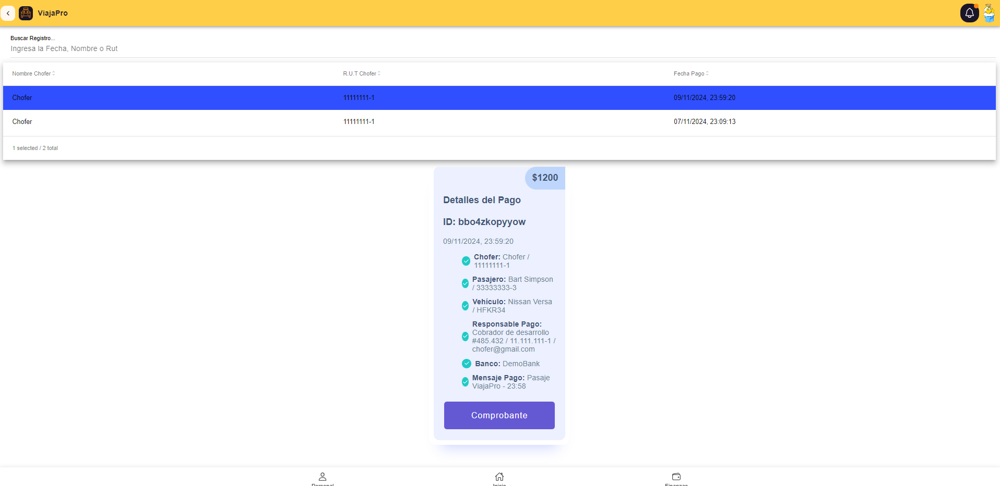 ViajaPro
Buscar Registro...
Ingresa la Fecha, Nombre o Rut
Nombre Chofer R.U.T Chofer Fecha Pago
Chofer 11111111-1 09/11/2024, 23:59:20
Chofer 11111111-1 07/11/2024, 23:09:13
1 selected / 2 total
$1200
Detalles del Pago
ID: bbo4zkopyyow
09/11/2024, 23:59:20
Chofer: Chofer /
11111111-1
Pasajero: Bart Simpson
/ 33333333-3
Vehículo: Nissan Versa
/ HFKR34
Responsable Pago:
Cobrador de desarrollo
#485.432 / 11.111.111-1 /
chofer@gmail.com
Banco: DemoBank
Mensaje Pago: Pasaje
ViajaPro - 23:58
Comprobante
Personal Inicio Finanzas